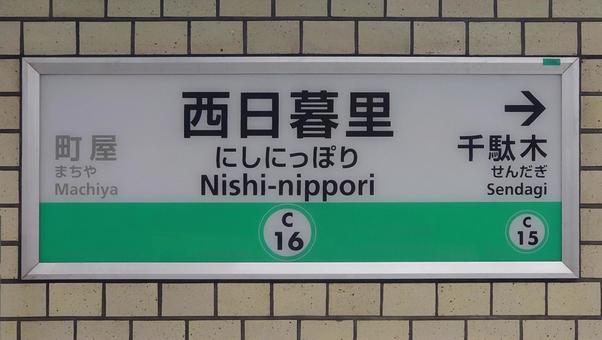 町屋
まちや
Machiya
西日暮里
にしにっぽり
Nishi-nippori
→
千駄木
せんだぎ
Sendagi
C
16
C
15